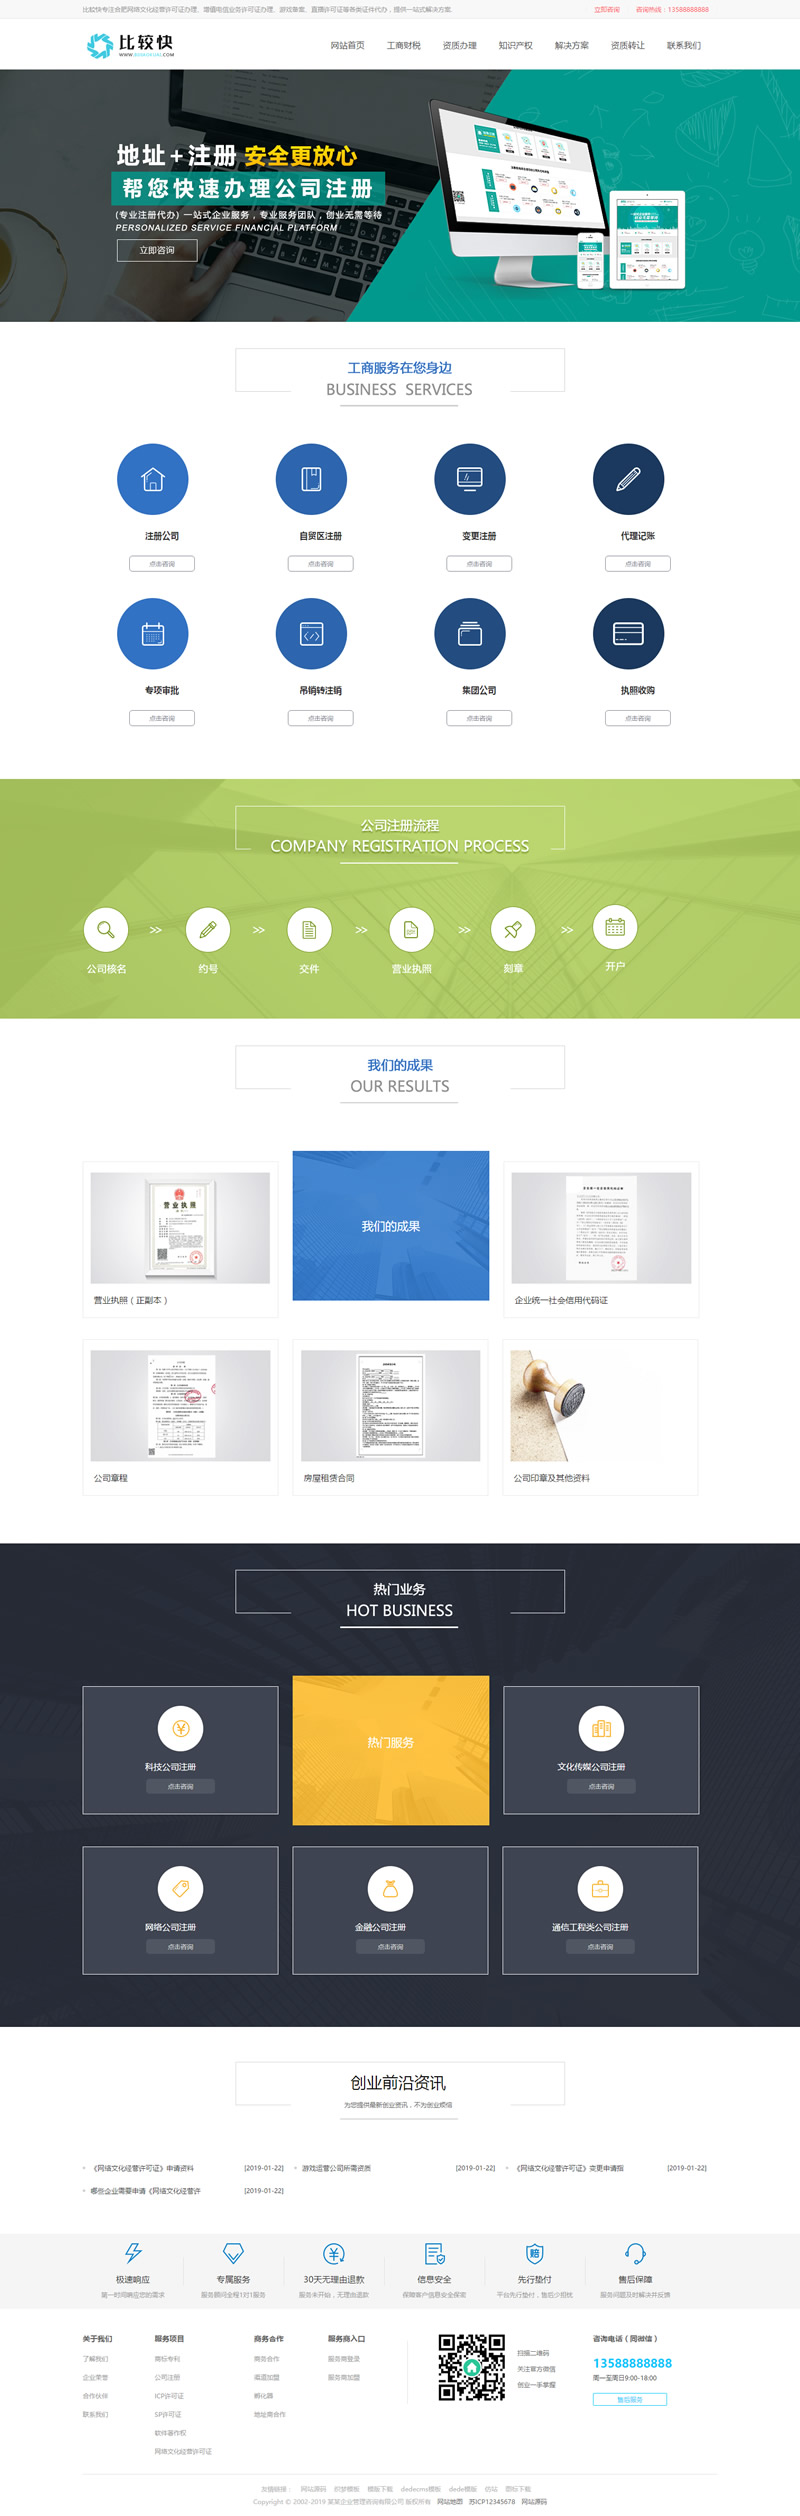 比较快专注合肥网络文化经营许可证办理、增值电信业务许可证办理、游戏备案、直播许可证等各类证件代办，提供一站式解决方案.
立即咨询 咨询热线：13588888888
比较快
网站首页 工商财税 资质办理 知识产权 解决方案 资质转让 联系我们
地址+注册 安全更放心
帮您快速办理公司注册
(专业注册代办) 一站式企业服务，专业服务团队，创业无需等待
PERSONALIZED SERVICE FINANCIAL PLATFORM
立即咨询
工商服务在您身边
BUSINESS SERVICES
注册公司 自贸区注册 变更注册 代理记账
点击咨询 点击咨询 点击咨询 点击咨询
专项审批 吊销转注销 集团公司 执照收购
点击咨询 点击咨询 点击咨询 点击咨询
公司注册流程
COMPANY REGISTRATION PROCESS
公司核名 >> 约号 >> 交件 >> 营业执照 >> 刻章 >> 开户
我们的成果
OUR RESULTS
营业执照
我们的成果
营业执照（正副本） 企业统一社会信用代码证
公司章程 房屋租赁合同 公司印章及其他资料
热门业务
HOT BUSINESS
热门服务
科技公司注册 文化传媒公司注册
点击咨询 点击咨询
网络公司注册 金融公司注册 通信工程类公司注册
点击咨询 点击咨询 点击咨询
创业前沿资讯
为您提供最新创业资讯，不为创业烦恼
《网络文化经营许可证》申请资料 [2019-01-22] 游戏运营公司所需资质 [2019-01-22] 《网络文化经营许可证》变更申请指 [2019-01-22]
哪些企业需要申请《网络文化经营许 [2019-01-22]
极速响应 专属服务 30天无理由退款 信息安全 先行垫付 售后保障
第一时间响应您的需求 服务顾问全程1对1服务 服务未开始，无理由退款 保障客户信息安全保密 平台先行垫付，售后少担忧 服务问题及时解决并反馈
关于我们 服务项目 商务合作 服务商入口 咨询电话（同微信）
了解我们 商标专利 商务合作 服务商登录 扫描二维码 13588888888
企业荣誉 公司注册 渠道加盟 服务商加盟 关注官方微信 周一至周日9:00-18:00
合作伙伴 ICP许可证 孵化器 创业一手掌握 售后服务
联系我们 SP许可证 地址商合作
软件著作权
网络文化经营许可证
友情链接： 网站源码 织梦模板 模板下载 dedecms模板 dede模板 仿站 图标下载
Copyright © 2002-2019 某某企业管理咨询有限公司 版权所有 网站地图 苏ICP12345678 网站源码